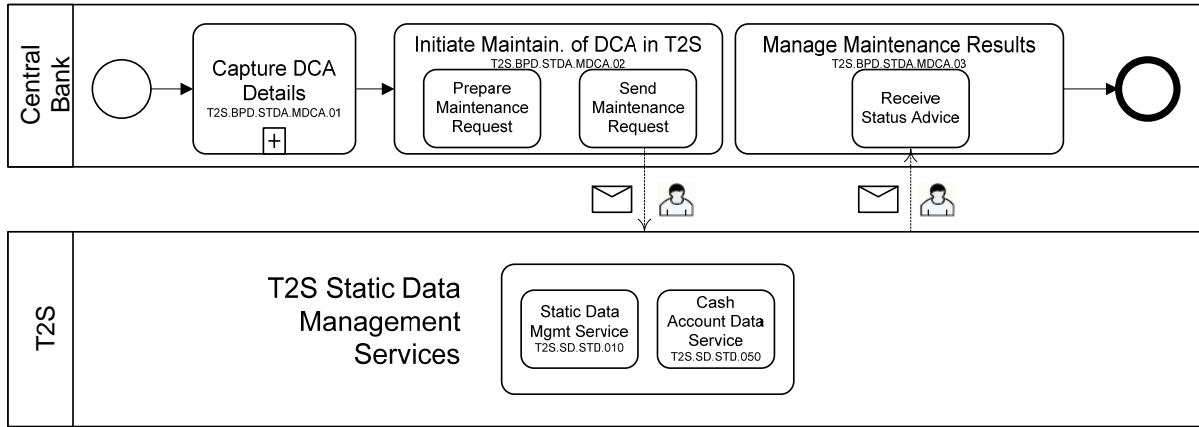 Central
Bank
Capture DCA
Details
T2S.BPD.STDA.MDCA.01
+
Initiate Maintain. of DCA in T2S
T2S.BPD.STDA.MDCA.02
Prepare
Maintenance
Request
Send
Maintenance
Request
Manage Maintenance Results
T2S.BPD.STDA.MDCA.03
Receive
Status Advice
T2S
T2S Static Data
Management
Services
Static Data
Mgmt Service
T2S.SD.STD.010
Cash
Account Data
Service
T2S.SD.STD.050